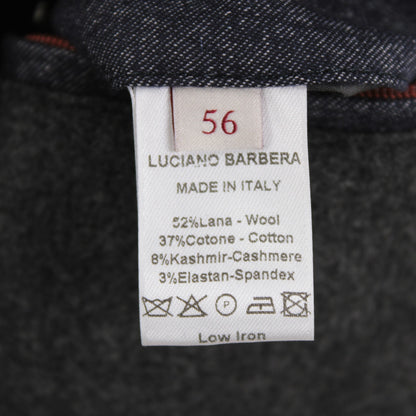 56
LUCIANO BARBERA
MADE IN ITALY
52%Lana - Wool
37%Cotone - Cotton
8%Kashmir-Cashmere
3%Elastan-Spandex
P
Low Iron